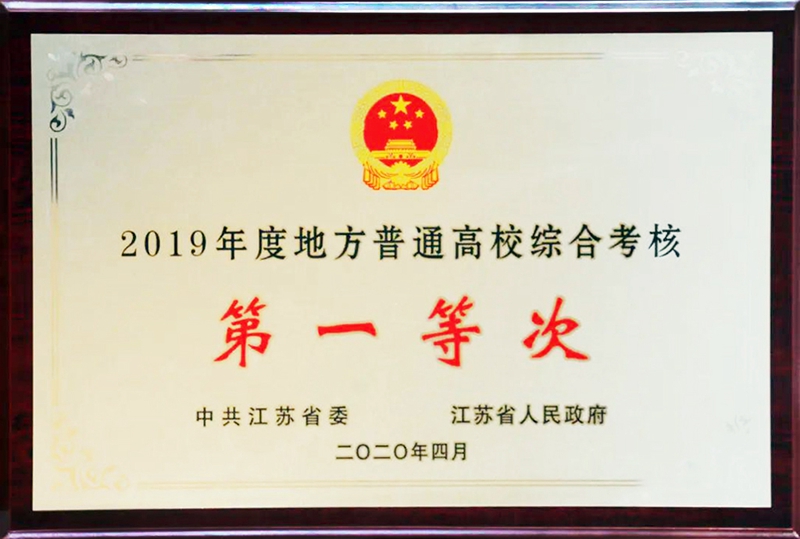 2019年度地方普通高校综合考核
第一等次
中共江苏省委 江苏省人民政府
二〇二〇年四月